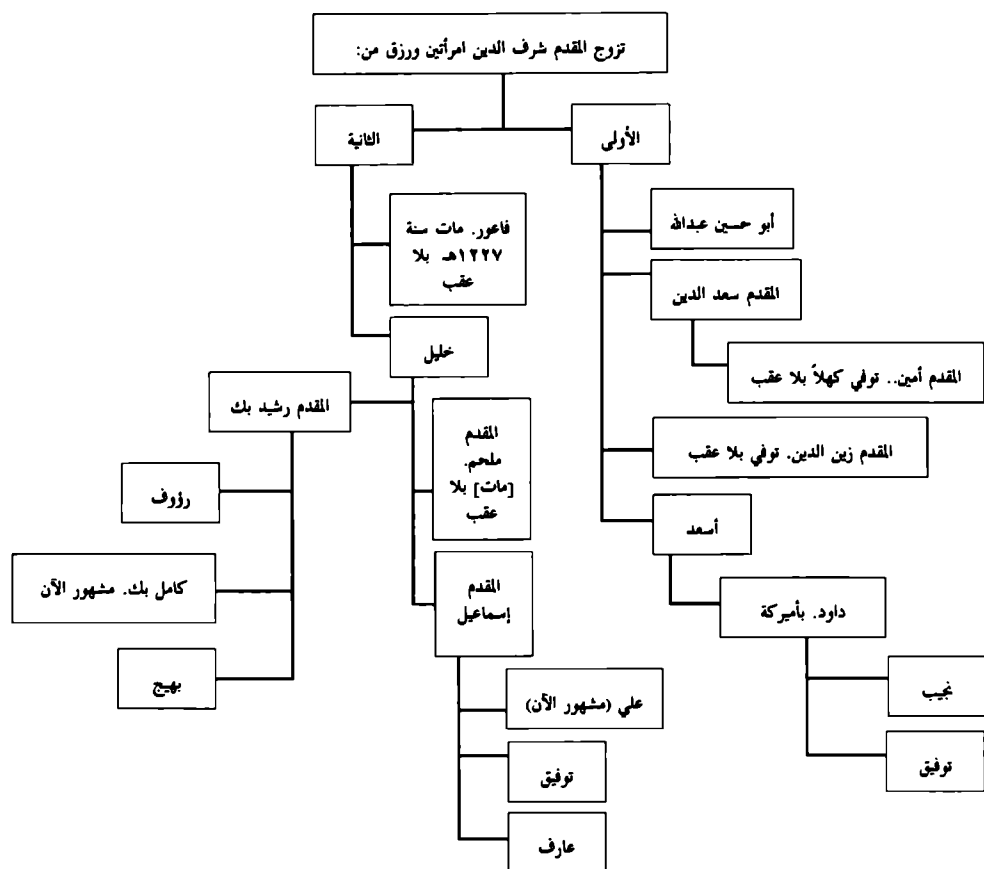 تزوج المقدم شرف الدين امرأتين ورزق من:
الأولى
الثانية
أبو حسين عبدالله
المقدم سعد الدين
المقدم أمين.. توفي كهلاً بلا عقب
المقدم زين الدين. توفي بلا عقب
أسعد
داود. بأميركة
نجيب
توفيق
فاعور. مات سنة
١٢٢٧هـ بلا
عقب
خليل
المقدم
ملحم.
[مات] بلا
عقب
المقدم
إسماعيل
علي (مشهور الآن)
توفيق
عارف
المقدم رشيد بك
رؤوف
كامل بك. مشهور الآن
بهيج